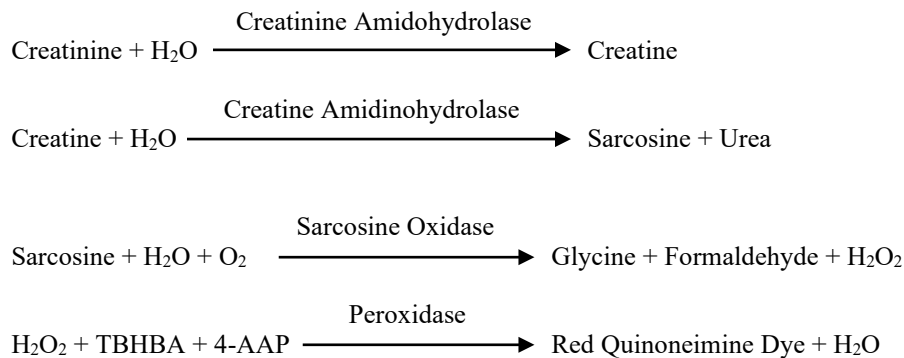 Creatinine Amidohydrolase
Creatinine + H₂O Creatine
Creatine Amidinohydrolase
Creatine + H₂O Sarcosine + Urea
Sarcosine Oxidase
Sarcosine + H₂O + O₂ Glycine + Formaldehyde + H₂O₂
Peroxidase
H₂O₂ + TBHBA + 4-AAP Red Quinoneimine Dye + H₂O